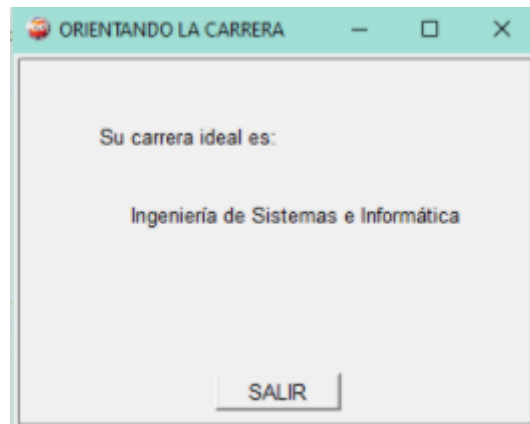 ORIENTANDO LA CARRERA
Su carrera ideal es:
Ingeniería de Sistemas e Informática
SALIR